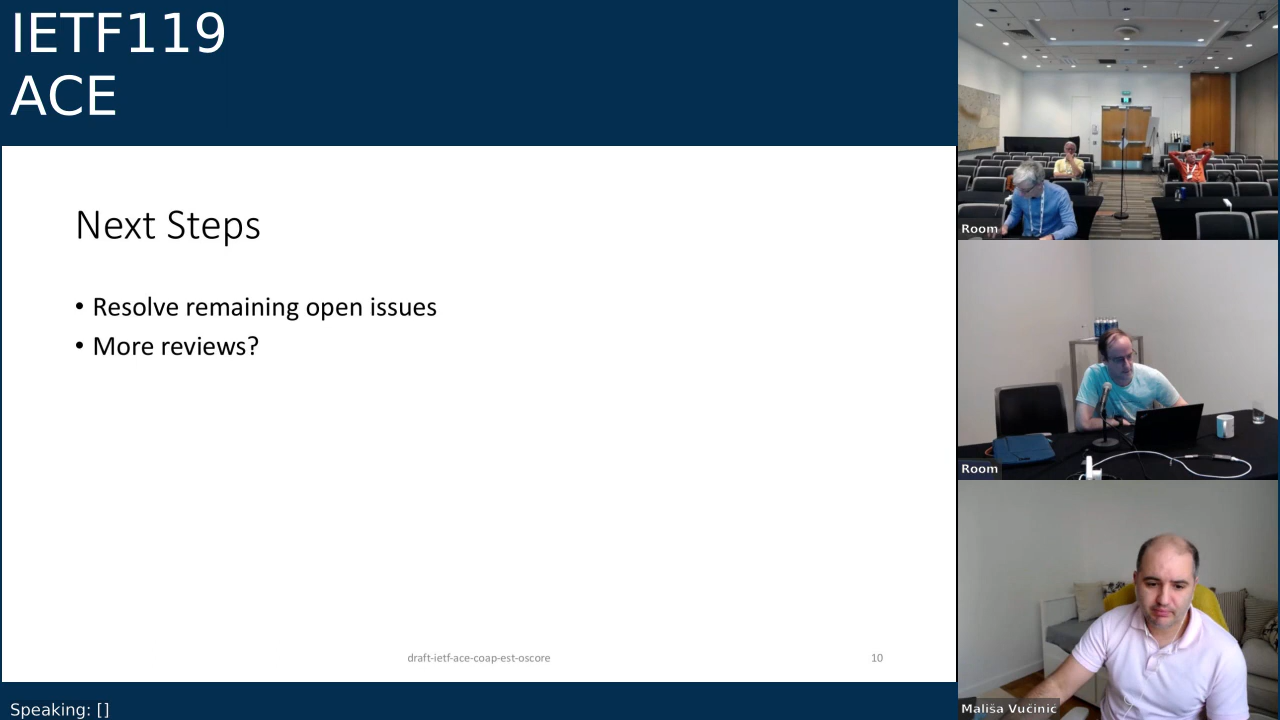 IETF119
ACE
Next Steps
• Resolve remaining open issues
• More reviews?
draft-ietf-ace-coap-est-oscore
10
Speaking: []
Room
Room
Mališa Vučinić